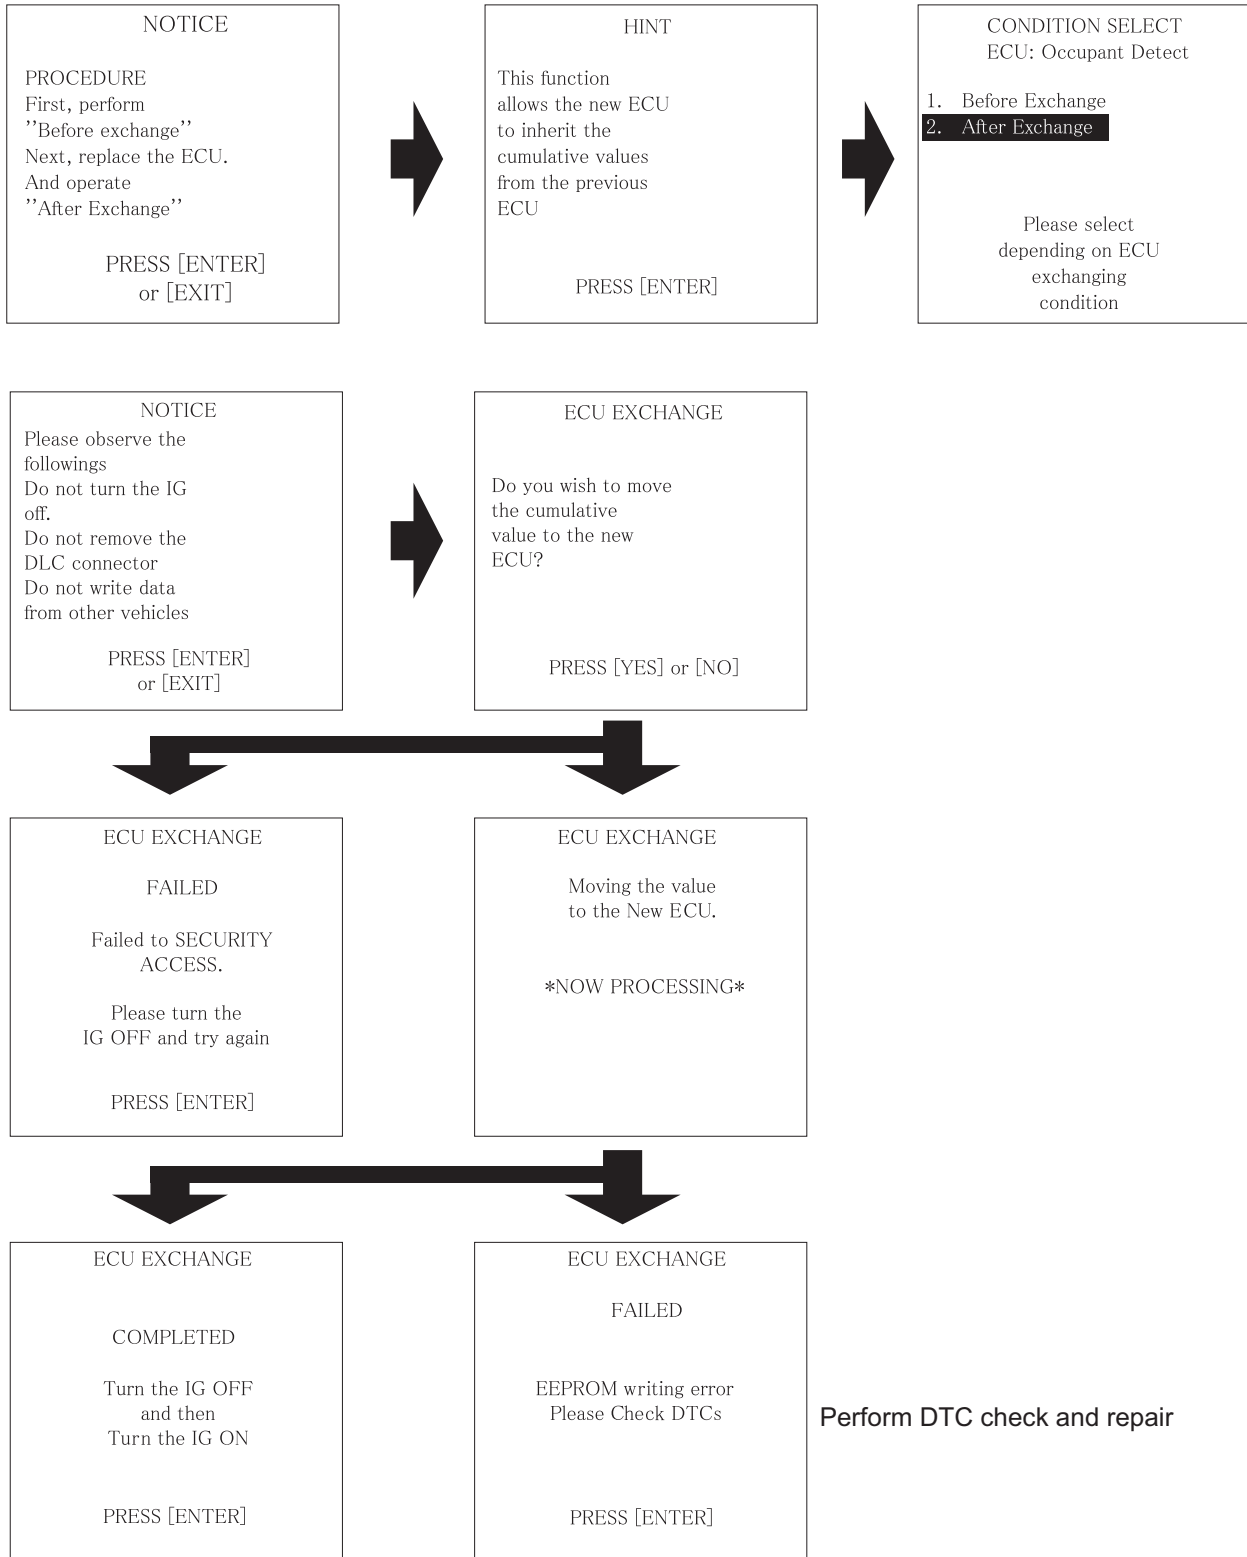 NOTICE
PROCEDURE
First, perform
’’Before exchange’’
Next, replace the ECU.
And operate
’’After Exchange’’
PRESS [ENTER]
or [EXIT]
HINT
This function
allows the new ECU
to inherit the
cumulative values
from the previous
ECU
PRESS [ENTER]
CONDITION SELECT
ECU: Occupant Detect
1. Before Exchange
2. After Exchange
Please select
depending on ECU
exchanging
condition
NOTICE
Please observe the
followings
Do not turn the IG
off.
Do not remove the
DLC connector
Do not write data
from other vehicles
PRESS [ENTER]
or [EXIT]
ECU EXCHANGE
Do you wish to move
the cumulative
value to the new
ECU?
PRESS [YES] or [NO]
ECU EXCHANGE
FAILED
Failed to SECURITY
ACCESS.
Please turn the
IG OFF and try again
PRESS [ENTER]
ECU EXCHANGE
Moving the value
to the New ECU.
*NOW PROCESSING*
ECU EXCHANGE
COMPLETED
Turn the IG OFF
and then
Turn the IG ON
PRESS [ENTER]
ECU EXCHANGE
FAILED
EEPROM writing error
Please Check DTCs
PRESS [ENTER]
Perform DTC check and repair